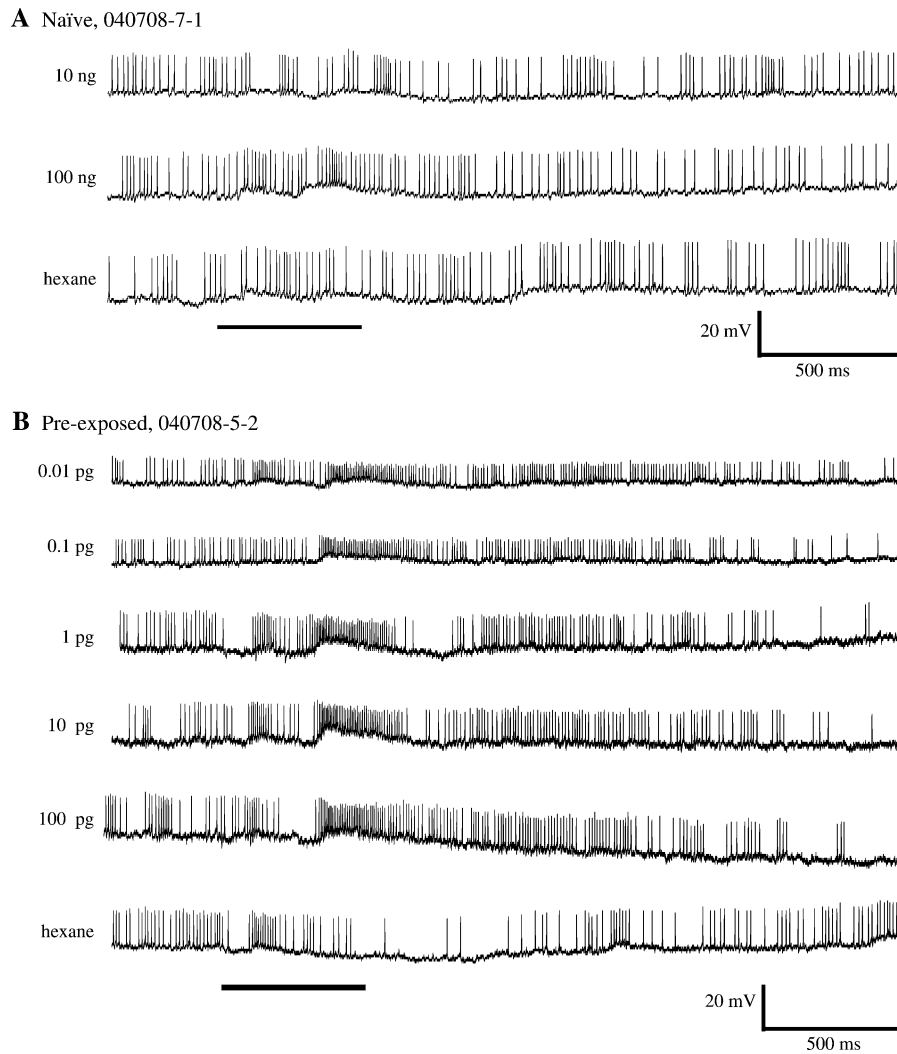 A Naïve, 040708-7-1
10 ng
100 ng
hexane
20 mV
500 ms
B Pre-exposed, 040708-5-2
0.01 pg
0.1 pg
1 pg
10 pg
100 pg
hexane
20 mV
500 ms